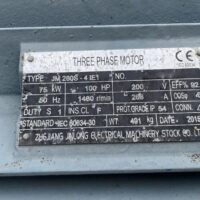 THREE PHASE MOTOR CE
TYPE JM 280S - 4 IE1 NO.
75 kW 100 HP 200 V EFF% 92
50 Hz 1480 r/min A
DUTY S 1 INS. CL F PROT.GRADE IP 54
STANDARD IEC 60034-30 WT 491 kg DATE 2018
ZHEJIANG JIALONG ELECTRICAL MACHINERY STOCK CO. LTD